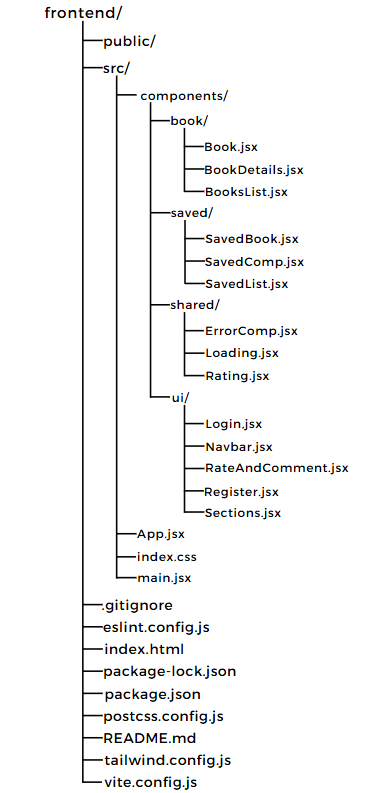 frontend/
public/
src/
components/
book/
Book.jsx
BookDetails.jsx
BooksList.jsx
saved/
SavedBook.jsx
SavedComp.jsx
SavedList.jsx
shared/
ErrorComp.jsx
Loading.jsx
Rating.jsx
ui/
Login.jsx
Navbar.jsx
RateAndComment.jsx
Register.jsx
Sections.jsx
App.jsx
index.css
main.jsx
.gitignore
eslint.config.js
index.html
package-lock.json
package.json
postcss.config.js
README.md
tailwind.config.js
vite.config.js